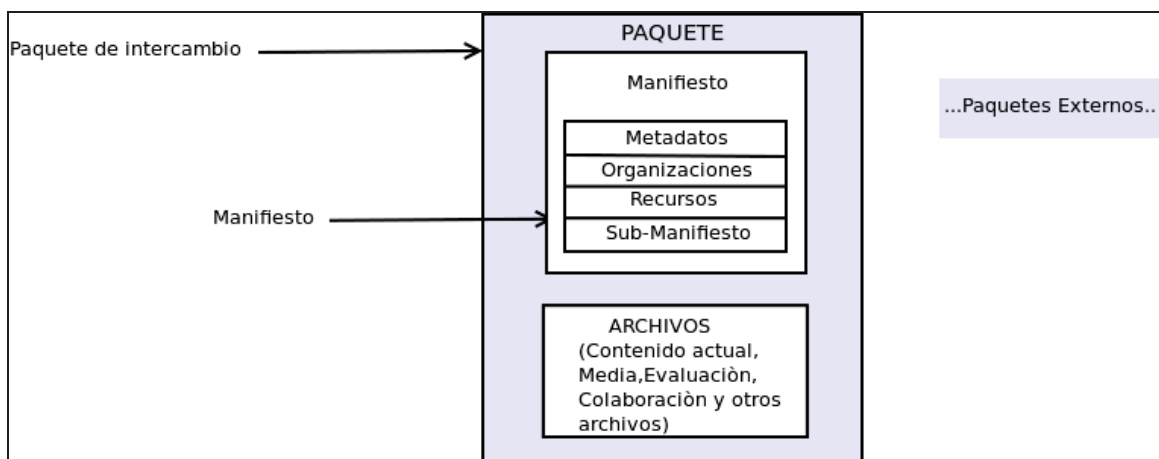 PAQUETE
Paquete de intercambio
Manifiesto
Metadatos
Organizaciones
Recursos
Sub-Manifiesto
Manifiesto
...Paquetes Externos..
ARCHIVOS
(Contenido actual,
Media,Evaluaciòn,
Colaboraciòn y otros
archivos)